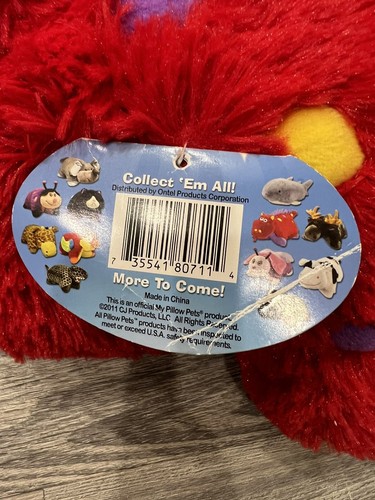 Collect 'Em All!
Distributed by Ontel Products Corporation
7 35541 80711 4
More To Come!
Made in China
This is an official My Pillow Pets® product.
©2011 CJ Products, LLC. All Rights Reserved.
All Pillow Pets™ products have been inspected to
meet or exceed U.S.A. safety requirements.